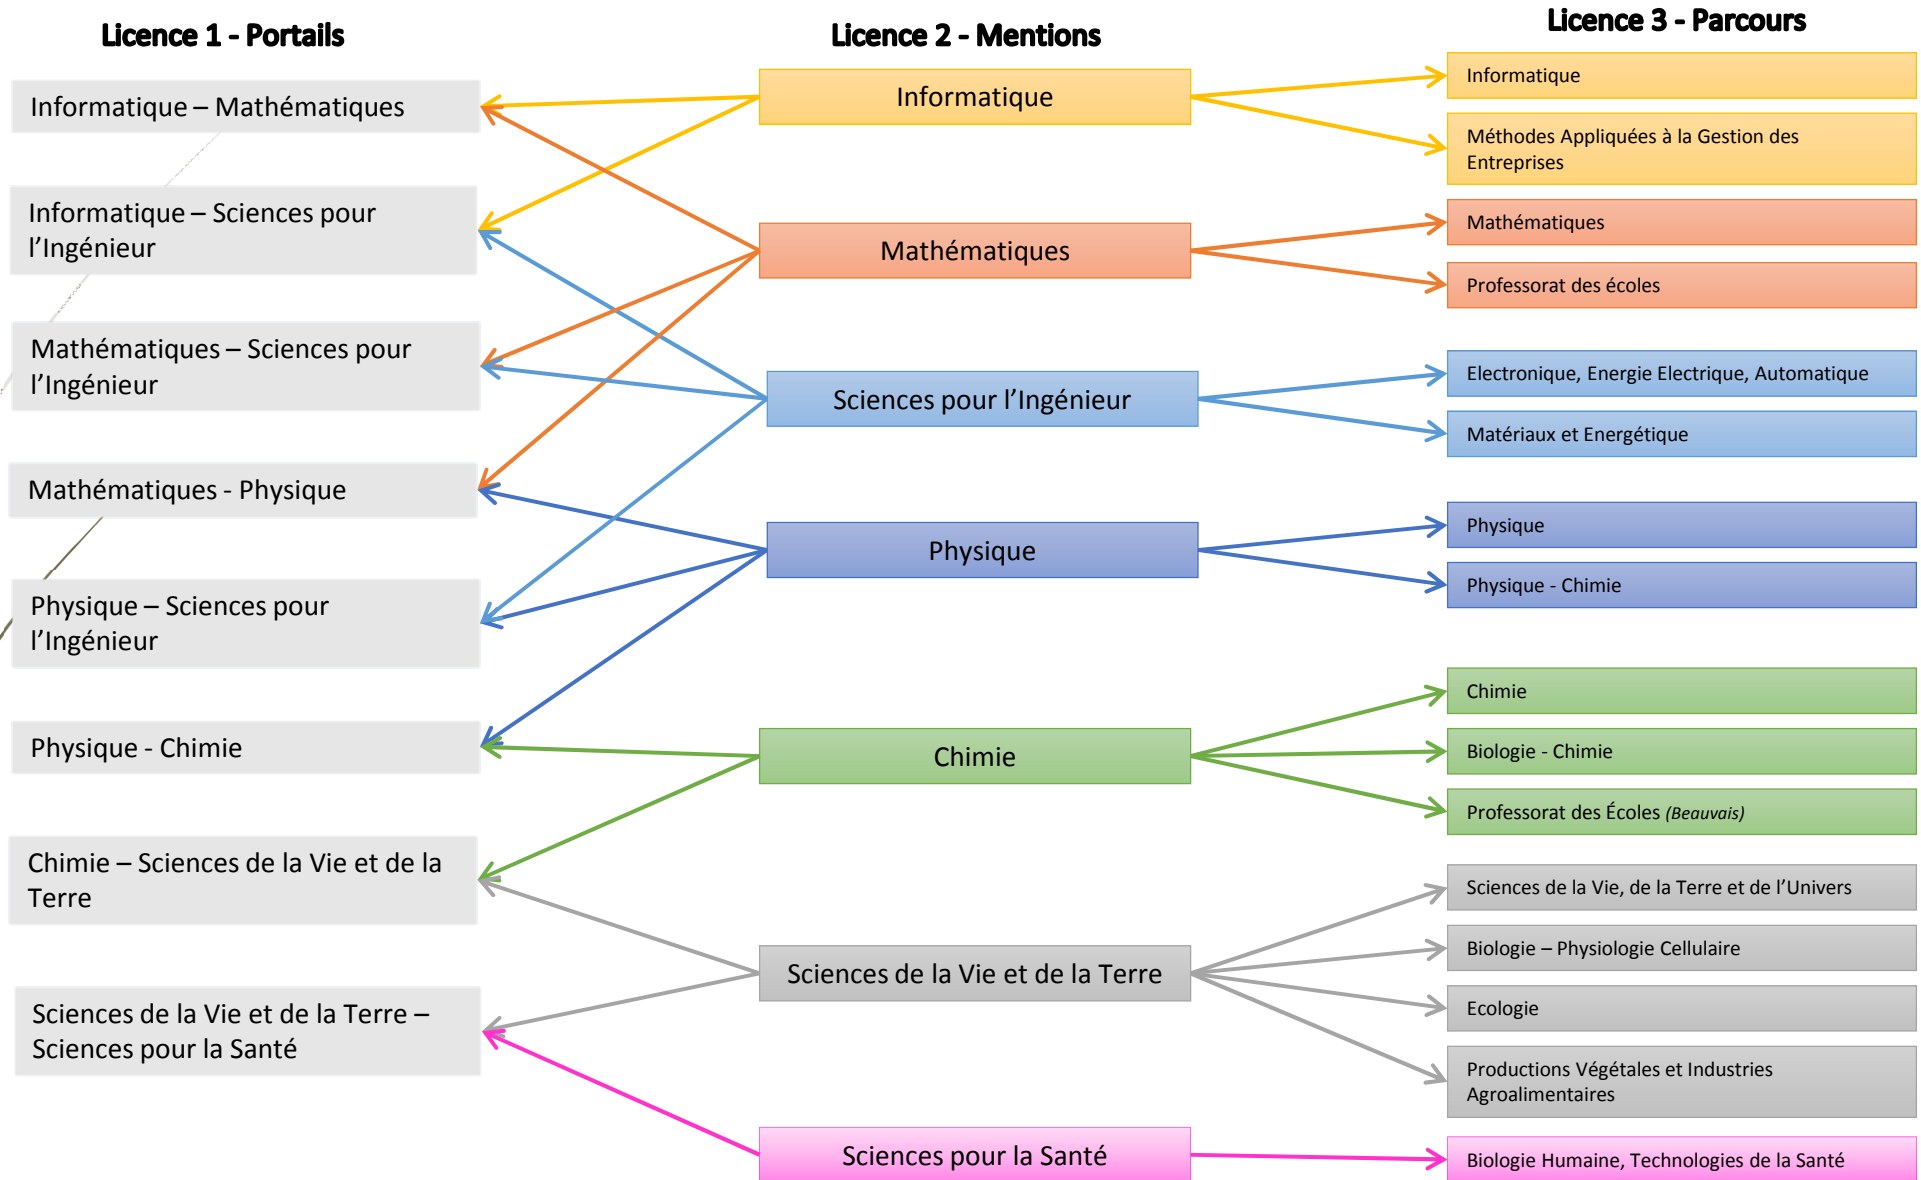 Licence 1 - Portails
Informatique – Mathématiques
Informatique – Sciences pour
l’Ingénieur
Mathématiques – Sciences pour
l’Ingénieur
Mathématiques - Physique
Physique – Sciences pour
l’Ingénieur
Physique - Chimie
Chimie – Sciences de la Vie et de la
Terre
Sciences de la Vie et de la Terre –
Sciences pour la Santé
Licence 2 - Mentions
Informatique
Mathématiques
Sciences pour l’Ingénieur
Physique
Chimie
Sciences de la Vie et de la Terre
Sciences pour la Santé
Licence 3 - Parcours
Informatique
Méthodes Appliquées à la Gestion des
Entreprises
Mathématiques
Professorat des écoles
Electronique, Energie Electrique, Automatique
Matériaux et Energétique
Physique
Physique - Chimie
Chimie
Biologie - Chimie
Professorat des Écoles (Beauvais)
Sciences de la Vie, de la Terre et de l’Univers
Biologie – Physiologie Cellulaire
Ecologie
Productions Végétales et Industries
Agroalimentaires
Biologie Humaine, Technologies de la Santé